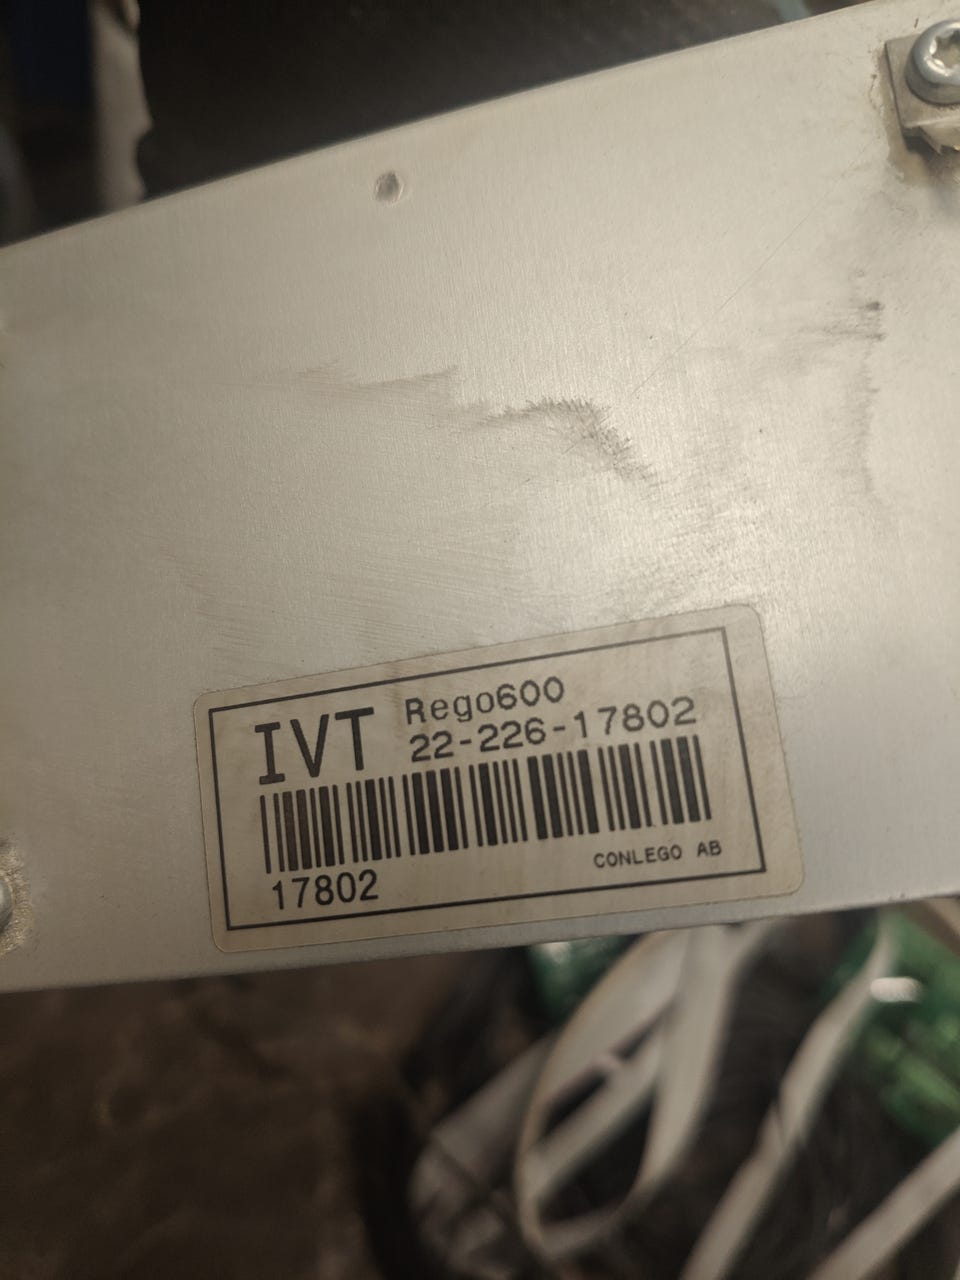 IVT
Rego600
22-226-17802
17802
CONLEGO AB